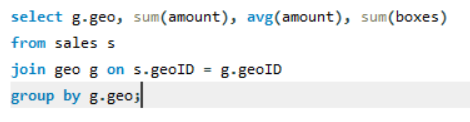 select g.geo, sum(amount), avg(amount), sum(boxes)
from sales s
join geo g on s.geoID = g.geoID
group by g.geo;